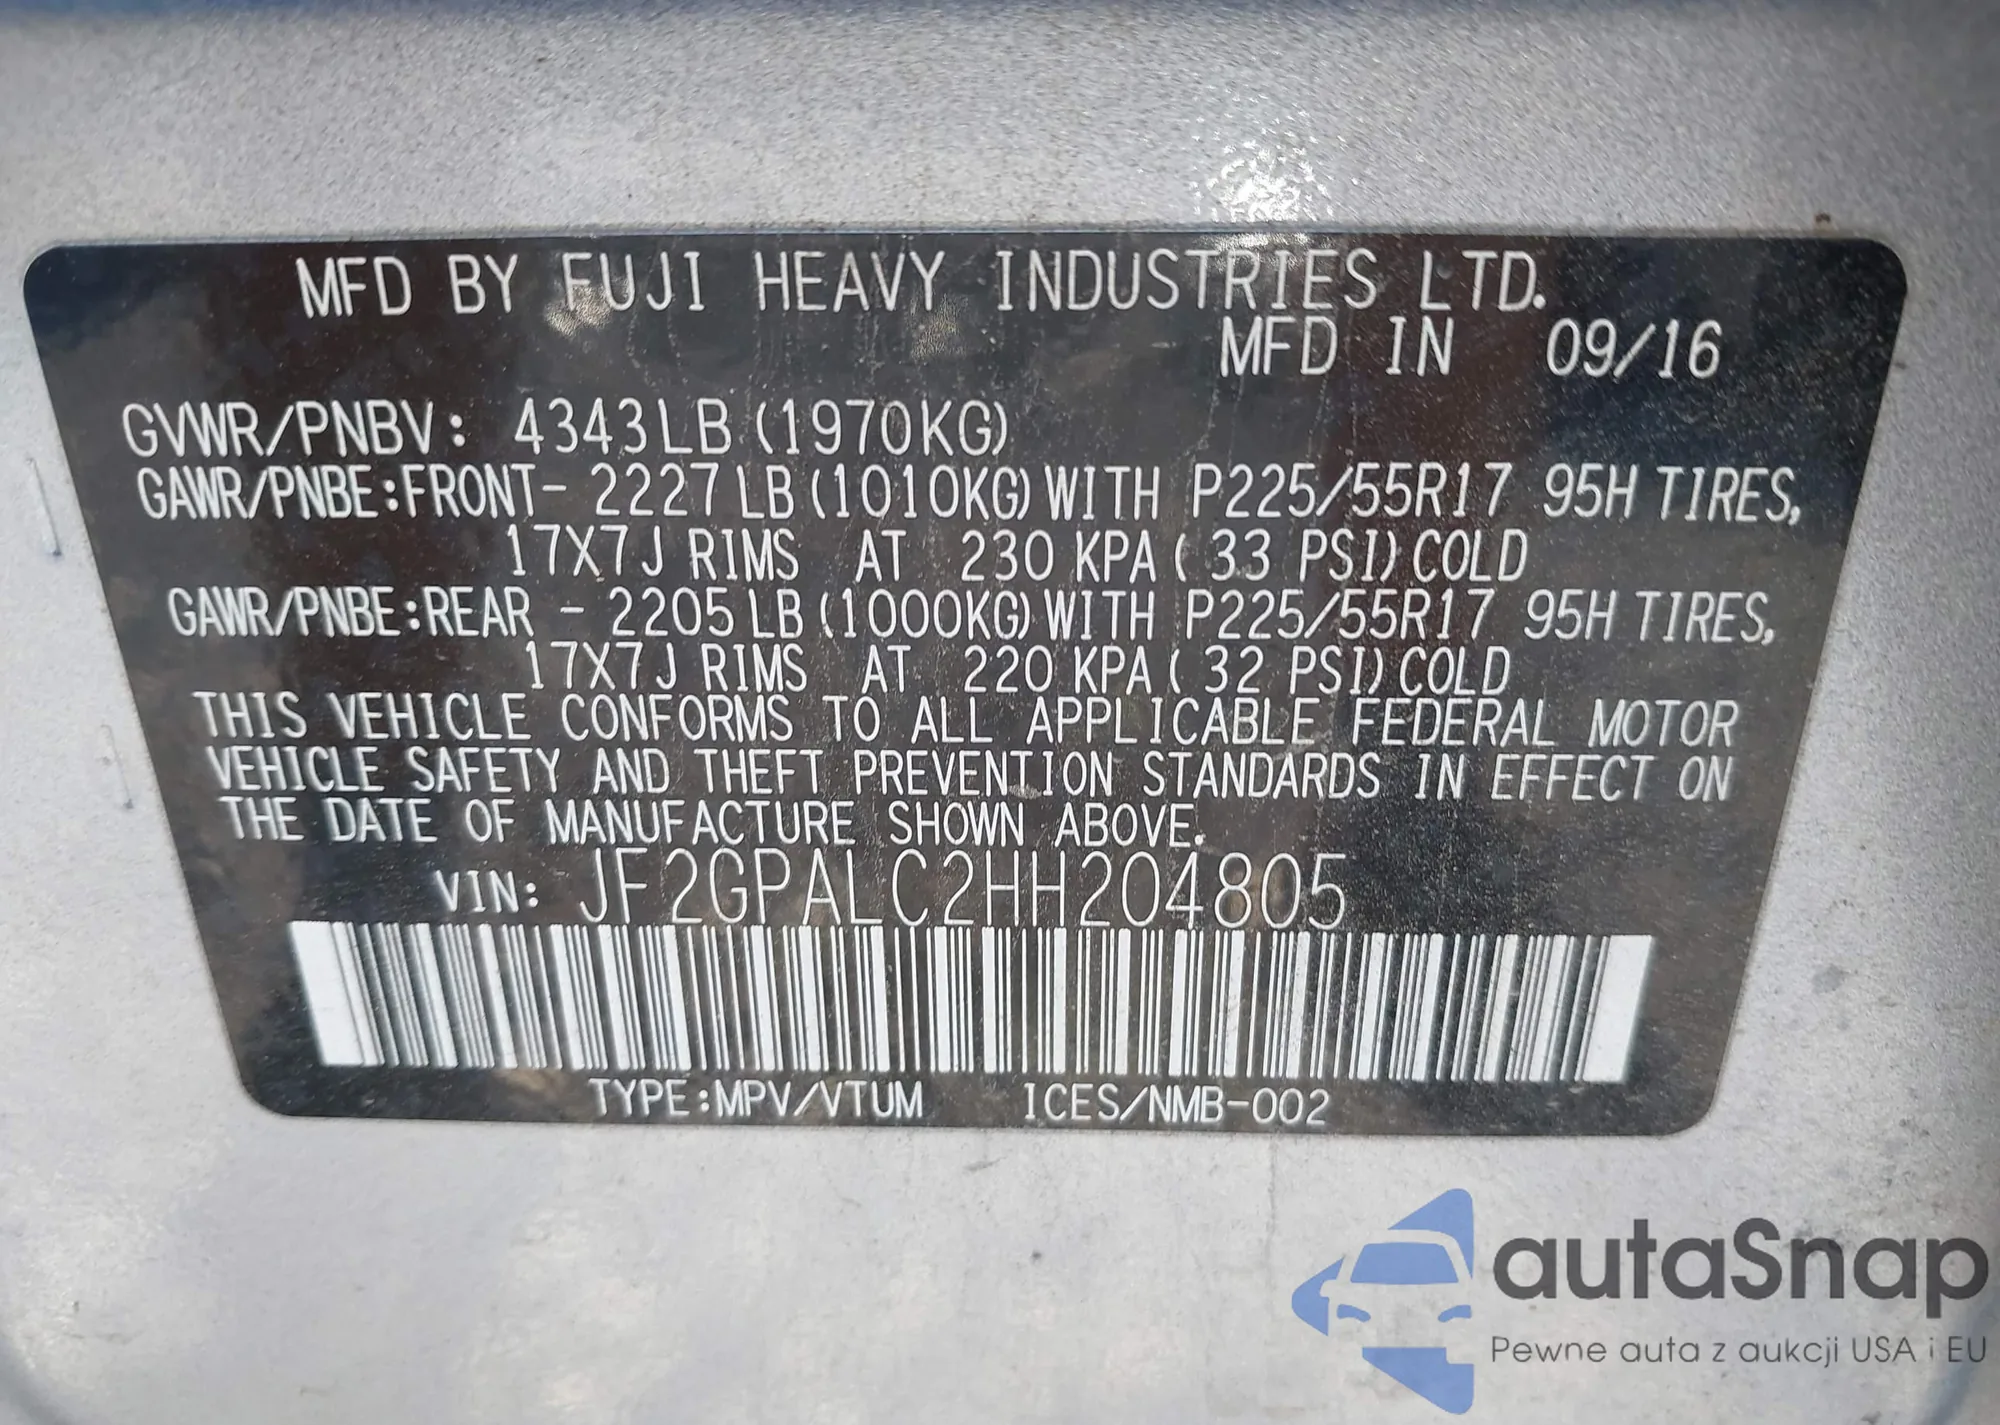 MFD BY FUJI HEAVY INDUSTRIES LTD.
MFD IN 09/16
GVWR/PNBV: 4343LB (1970KG)
GAWR/PNBE:FRONT- 2227LB (1010KG) WITH P225/55R17 95H TIRES,
17X7J RIMS AT 230 KPA ( 33 PSI) COLD
GAWR/PNBE:REAR - 2205LB (1000KG) WITH P225/55R17 95H TIRES,
17X7J RIMS AT 220 KPA ( 32 PSI) COLD
THIS VEHICLE CONFORMS TO ALL APPLICABLE FEDERAL MOTOR
VEHICLE SAFETY AND THEFT PREVENTION STANDARDS IN EFFECT ON
THE DATE OF MANUFACTURE SHOWN ABOVE.
VIN: JF2GPALC2HH204805
TYPE:MPV/VTUM ICES/NMB-002
autaSnap
Pewne auta z aukcji USA i EU